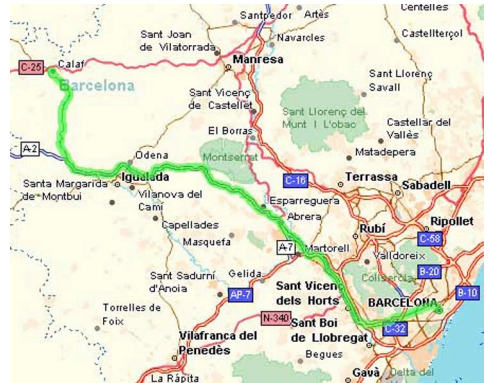 Santpedor
Artés
Centelles
Sant Joan
de Vilatorrada
Navarcles
Castellterçol
C-25
Calaf
Manresa
Barcelona
Sant Vicenç
de Castellet
Sant Llorenç
Savall
Sant Llorenç del
Munt I L'obac
El Borras
Castellar del
Vallès
A-2
Odena
Montserrat
Matadepera
Santa Margarida
de Montbui
Igualada
C-16
Terrassa
Sabadell
Vilanova del
Camí
Esparreguera
Abrera
Capellades
Rubí
Ripollet
Masquefa
A-7
Martorell
C-58
Valldoreix
Sant Sadurní
d'Anoia
Gelida
Collserola
B-20
AP-7
Sant Vicenç
dels Horts
BARCELONA
B-10
Torrelles de
Foix
N-340
Sant Boi
de Llobregat
C-32
Vilafranca del
Penedès
Begues
Gavà
Delta del
La Ràpita